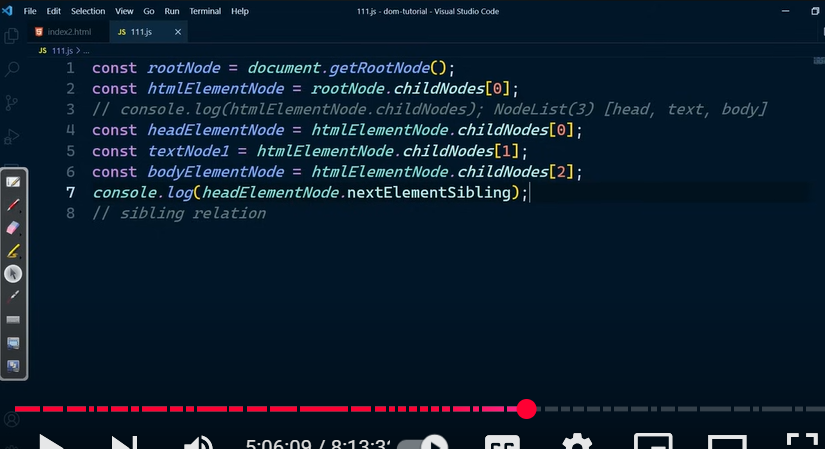 File Edit Selection View Go Run Terminal Help 111.js - dom-tutorial - Visual Studio Code
index2.html JS 111.js
JS 111.js > ...
1 const rootNode = document.getRootNode();
2 const htmlElementNode = rootNode.childNodes[0];
3 // console.log(htmlElementNode.childNodes); NodeList(3) [head, text, body]
4 const headElementNode = htmlElementNode.childNodes[0];
5 const textNode1 = htmlElementNode.childNodes[1];
6 const bodyElementNode = htmlElementNode.childNodes[2];
7 console.log(headElementNode.nextElementSibling);
8 // sibling relation
5:06:09 / 8:13:3
CC